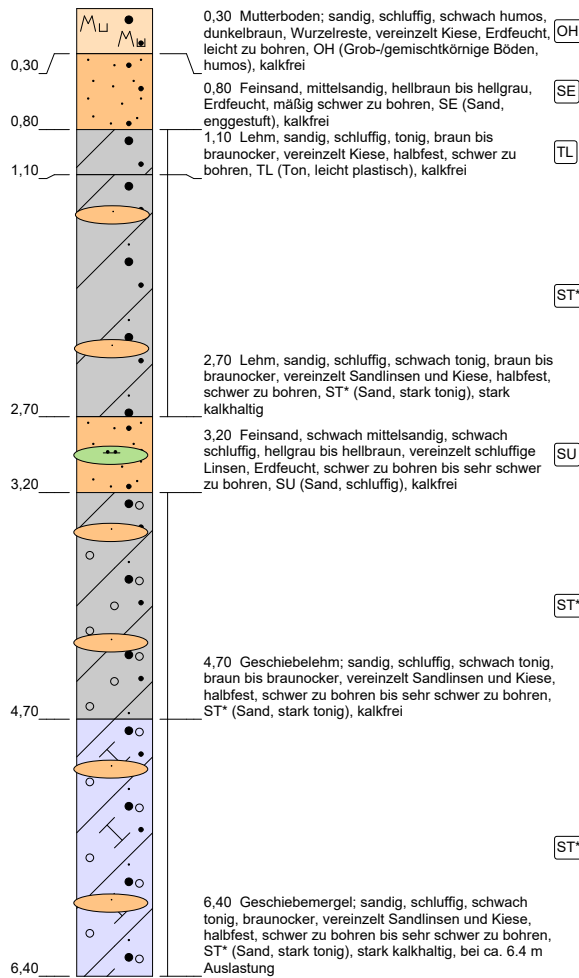 0,30 Mutterboden; sandig, schluffig, schwach humos,
dunkelbraun, Wurzelreste, vereinzelt Kiese, Erdfeucht,
leicht zu bohren, OH (Grob-/gemischtkörnige Böden,
humos), kalkfrei
OH
0,30
0,80 Feinsand, mittelsandig, hellbraun bis hellgrau,
Erdfeucht, mäßig schwer zu bohren, SE (Sand,
enggestuft), kalkfrei
SE
0,80
1,10 Lehm, sandig, schluffig, tonig, braun bis
braunocker, vereinzelt Kiese, halbfest, schwer zu
bohren, TL (Ton, leicht plastisch), kalkfrei
TL
1,10
ST*
2,70 Lehm, sandig, schluffig, schwach tonig, braun bis
braunocker, vereinzelt Sandlinsen und Kiese, halbfest,
schwer zu bohren, ST* (Sand, stark tonig), stark
kalkhaltig
2,70
3,20 Feinsand, schwach mittelsandig, schwach
schluffig, hellgrau bis hellbraun, vereinzelt schluffige
Linsen, Erdfeucht, schwer zu bohren bis sehr schwer
zu bohren, SU (Sand, schluffig), kalkfrei
SU
3,20
ST*
4,70 Geschiebelehm; sandig, schluffig, schwach tonig,
braun bis braunocker, vereinzelt Sandlinsen und Kiese,
halbfest, schwer zu bohren bis sehr schwer zu bohren,
ST* (Sand, stark tonig), kalkfrei
4,70
ST*
6,40 Geschiebemergel; sandig, schluffig, schwach
tonig, braunocker, vereinzelt Sandlinsen und Kiese,
halbfest, schwer zu bohren bis sehr schwer zu bohren,
ST* (Sand, stark tonig), stark kalkhaltig, bei ca. 6.4 m
Auslastung
6,40